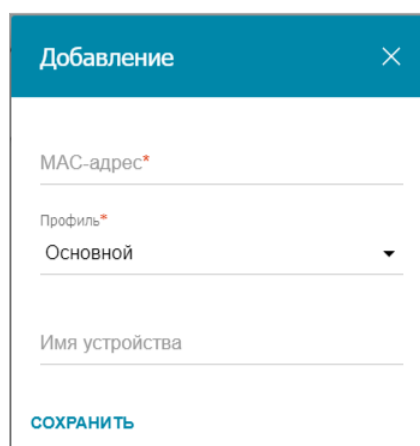 Добавление
MAC-адрес*
Профиль*
Основной
Имя устройства
СОХРАНИТЬ